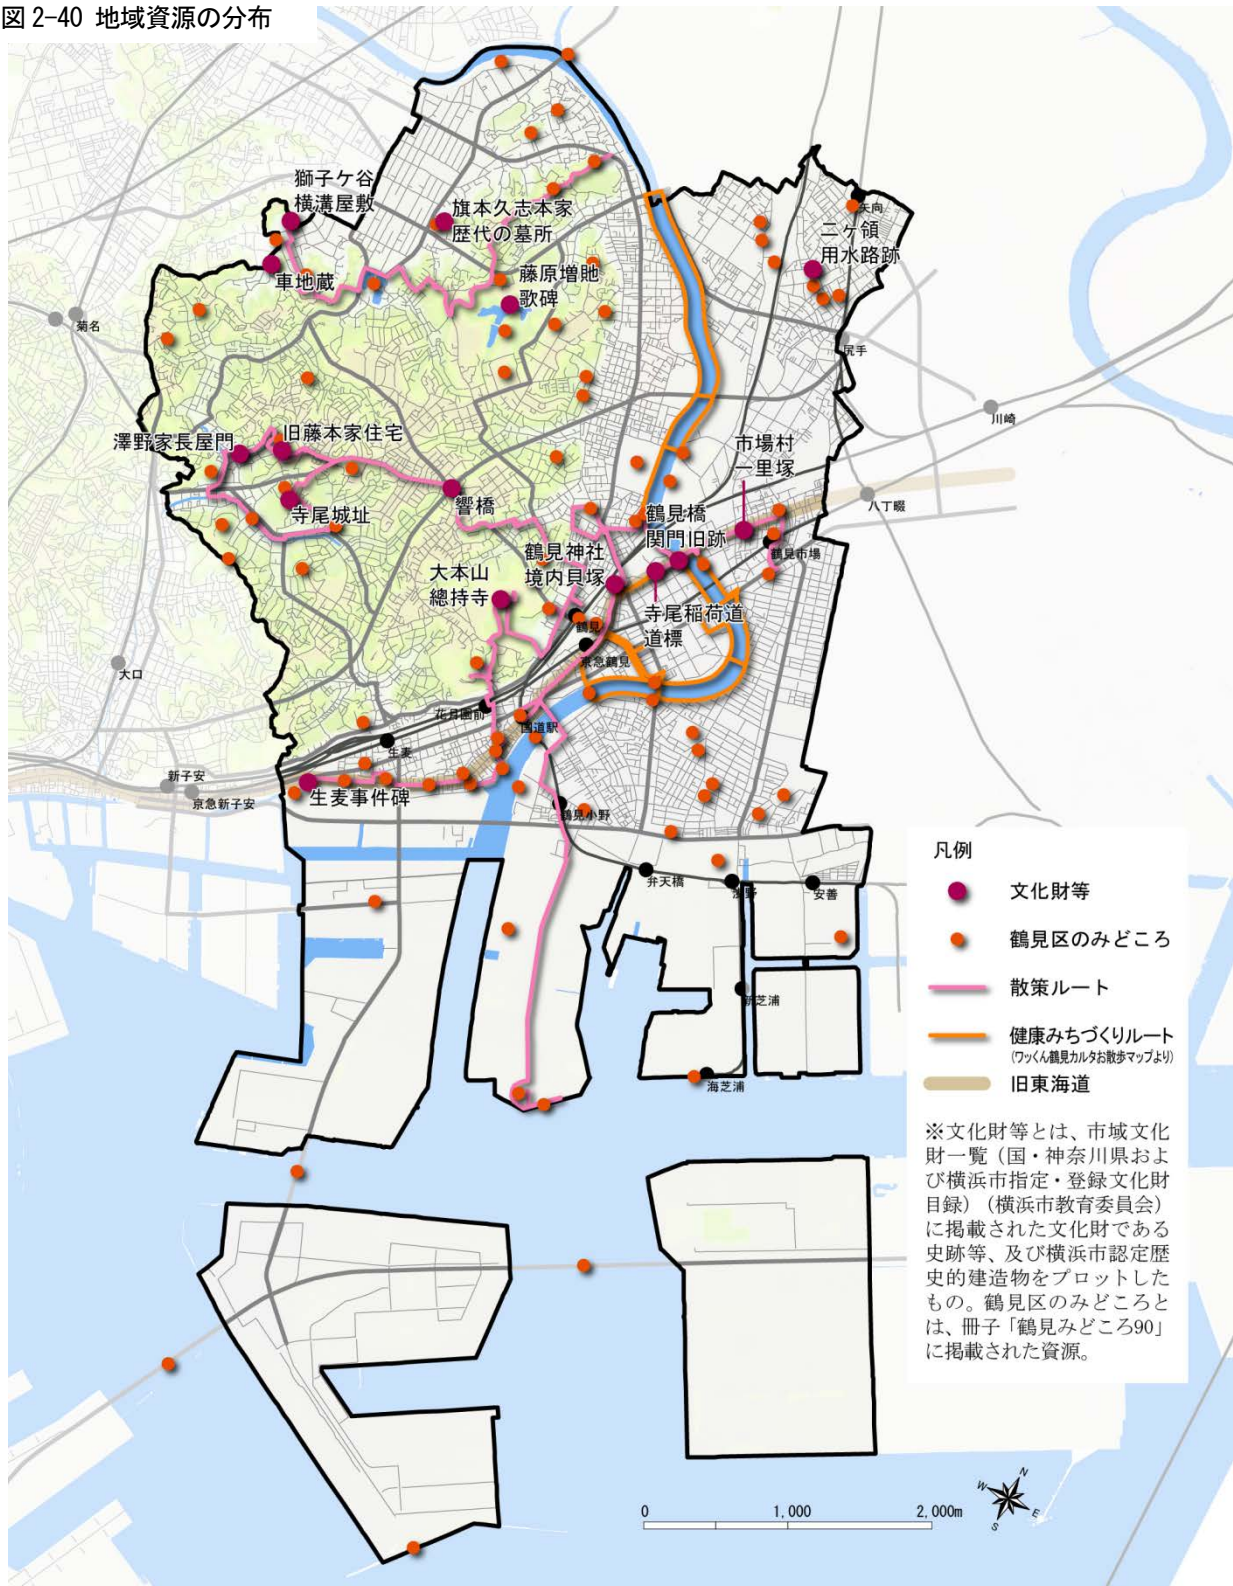 図 2-40 地域資源の分布
獅子ケ谷
横溝屋敷
旗本久志本家
歴代の墓所
矢向
二ヶ領
用水路跡
車地蔵
藤原増貤
歌碑
菊名
尻手
川崎
澤野家長屋門
旧藤本家住宅
市場村
一里塚
八丁畷
寺尾城址
響橋
鶴見橋
関門旧跡
鶴見市場
鶴見神社
境内貝塚
大本山
總持寺
寺尾稲荷道
道標
鶴見
京急鶴見
大口
花月園前
国道駅
生麦
新子安
京急新子安
生麦事件碑
鶴見小野
弁天橋
浅野
安善
新芝浦
海芝浦
凡例
文化財等
鶴見区のみどころ
散策ルート
健康みちづくりルート
(ワッくん鶴見カルタお散歩マップより)
旧東海道
※文化財等とは、市域文化
財一覧（国・神奈川県およ
び横浜市指定・登録文化財
目録）（横浜市教育委員会）
に掲載された文化財である
史跡等、及び横浜市認定歴
史的建造物をプロットした
もの。鶴見区のみどころと
は、冊子「鶴見みどころ90」
に掲載された資源。
0 1,000 2,000m
N
W
E
S